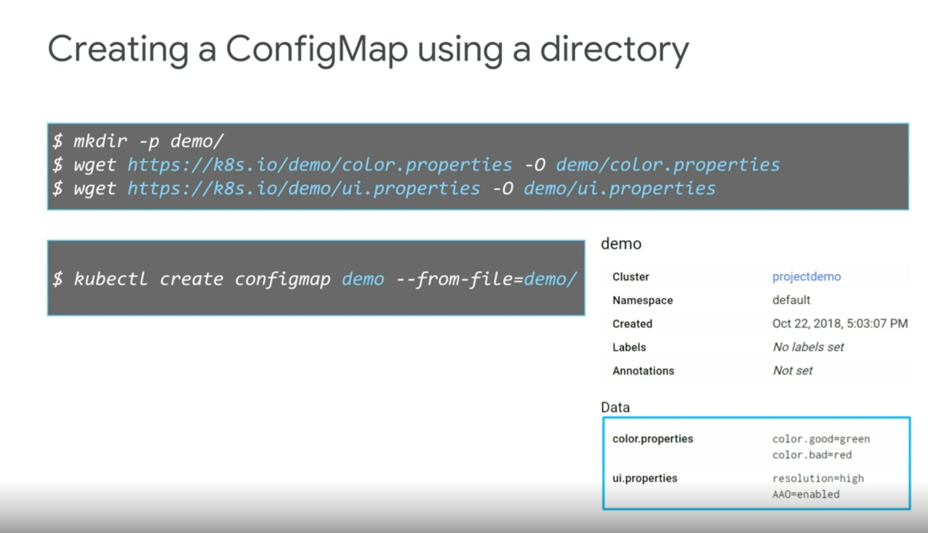 Creating a ConfigMap using a directory
$ mkdir -p demo/
$ wget https://k8s.io/demo/color.properties -O demo/color.properties
$ wget https://k8s.io/demo/ui.properties -O demo/ui.properties
$ kubectl create configmap demo --from-file=demo/
demo
Cluster projectdemo
Namespace default
Created Oct 22, 2018, 5:03:07 PM
Labels No labels set
Annotations Not set
Data
color.properties color.good=green
color.bad=red
ui.properties resolution=high
AAO=enabled